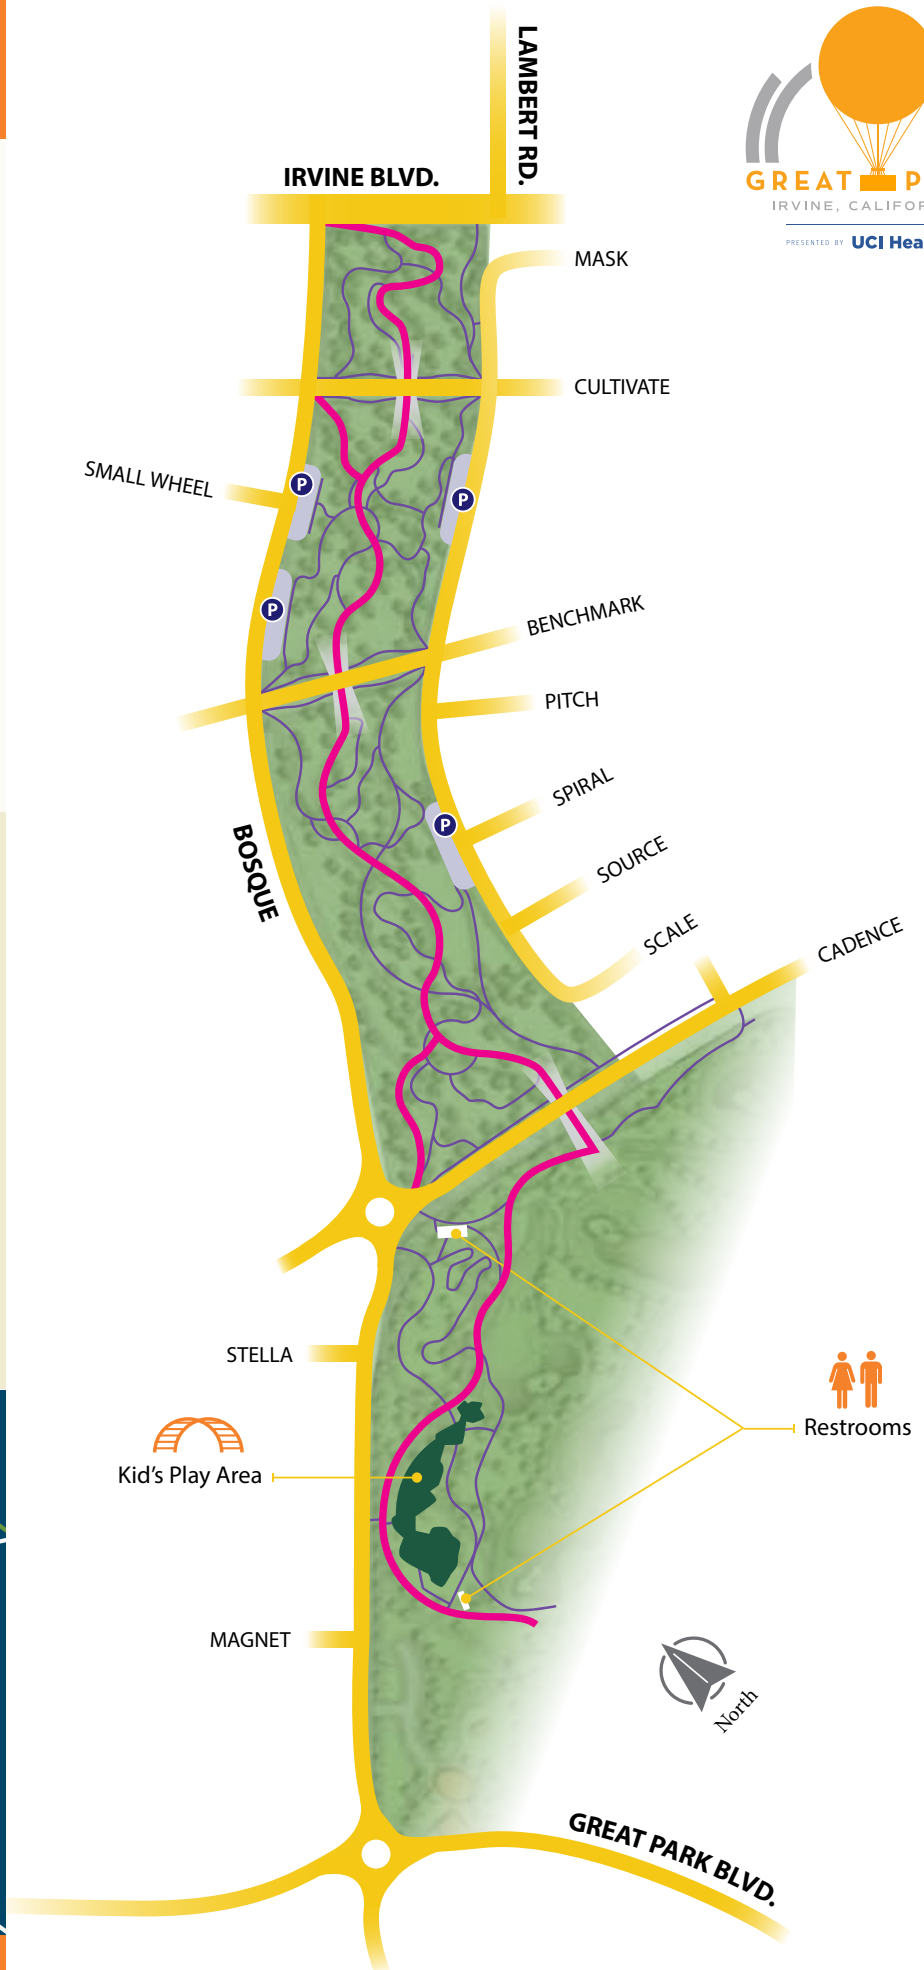 LAMBERT RD.
IRVINE BLVD.
GREAT P
IRVINE, CALIFOR
PRESENTED BY UCI Hea
MASK
CULTIVATE
SMALL WHEEL
P
P
P
BENCHMARK
PITCH
SPIRAL
P
BOSQUE
SOURCE
SCALE
CADENCE
STELLA
Restrooms
Kid's Play Area
MAGNET
North
GREAT PARK BLVD.